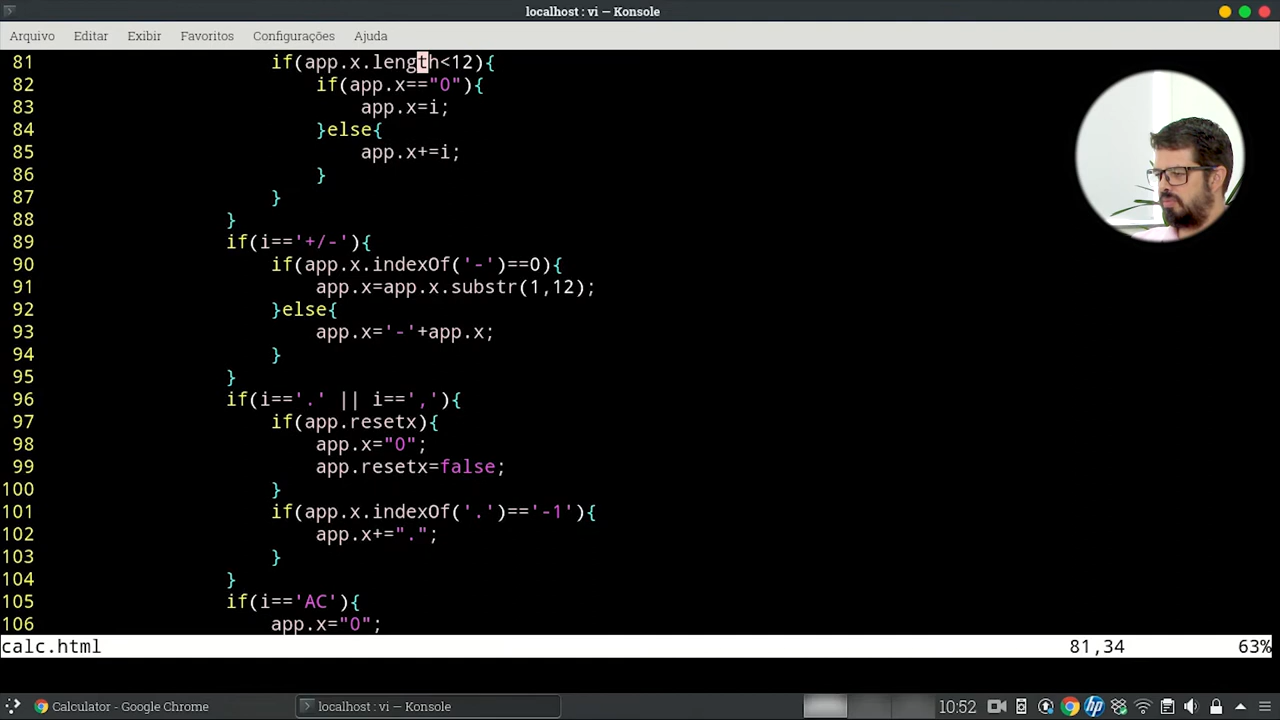 localhost : vi — Konsole
Arquivo Editar Exibir Favoritos Configurações Ajuda
81 if(app.x.length<12){
82 if(app.x=="0"){
83 app.x=i;
84 }else{
85 app.x+=i;
86 }
87 }
88 }
89 if(i=='+/-'){
90 if(app.x.indexOf('-')==0){
91 app.x=app.x.substr(1,12);
92 }else{
93 app.x='-'+app.x;
94 }
95 }
96 if(i=='.' || i==','){
97 if(app.resetx){
98 app.x="0";
99 app.resetx=false;
100 }
101 if(app.x.indexOf('.')=='-1'){
102 app.x+=".";
103 }
104 }
105 if(i=='AC'){
106 app.x="0";
calc.html 81,34 63%
Calculator - Google Chrome localhost : vi — Konsole 10:52